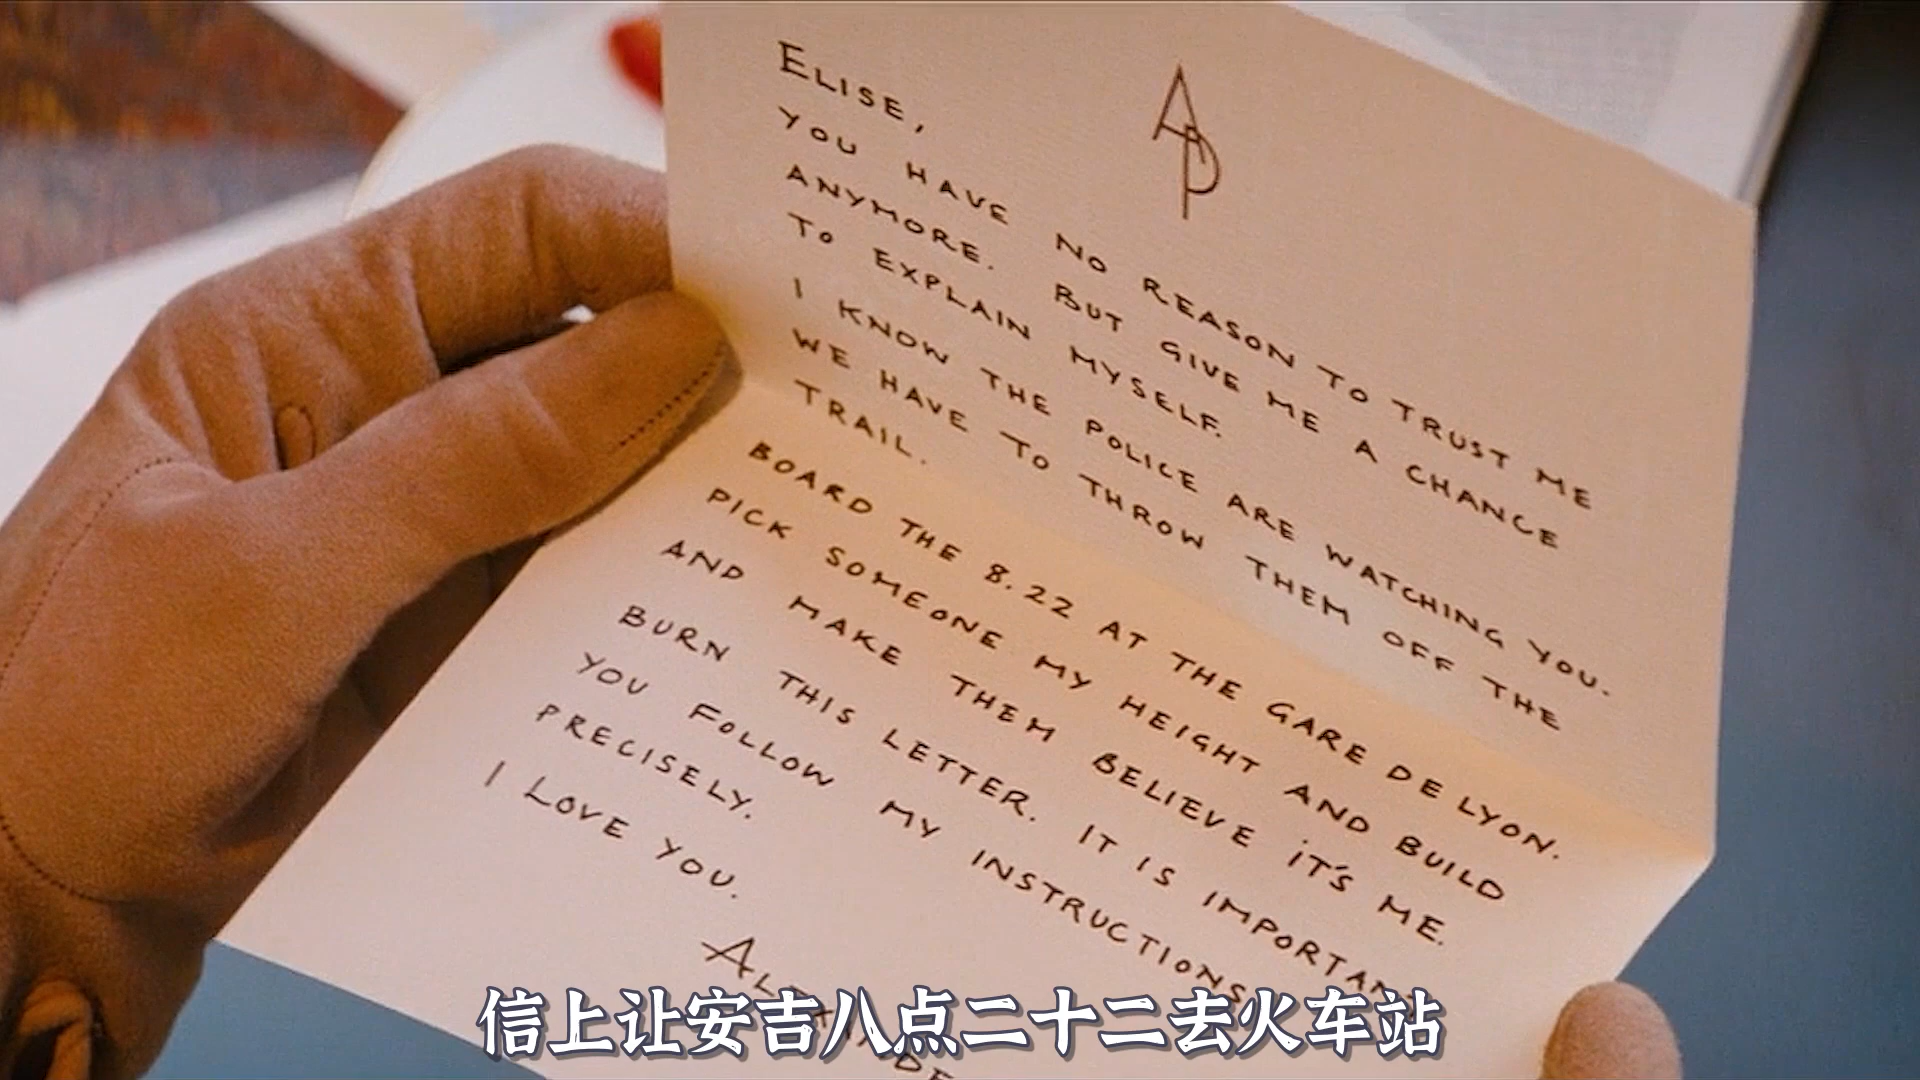 AP
ELISE,
YOU HAVE NO REASON TO TRUST ME
ANYMORE. BUT GIVE ME A CHANCE
TO EXPLAIN MYSELF.
I KNOW THE POLICE ARE WATCHING YOU.
WE HAVE TO THROW THEM OFF THE
TRAIL.
BOARD THE 8.22 AT THE GARE DE LYON.
PICK SOMEONE MY HEIGHT AND BUILD
AND MAKE THEM BELIEVE IT'S ME.
BURN THIS LETTER. IT IS IMPORTANT
YOU FOLLOW MY INSTRUCTIONS
PRECISELY.
I LOVE YOU.
信上让安吉八点二十二去火车站